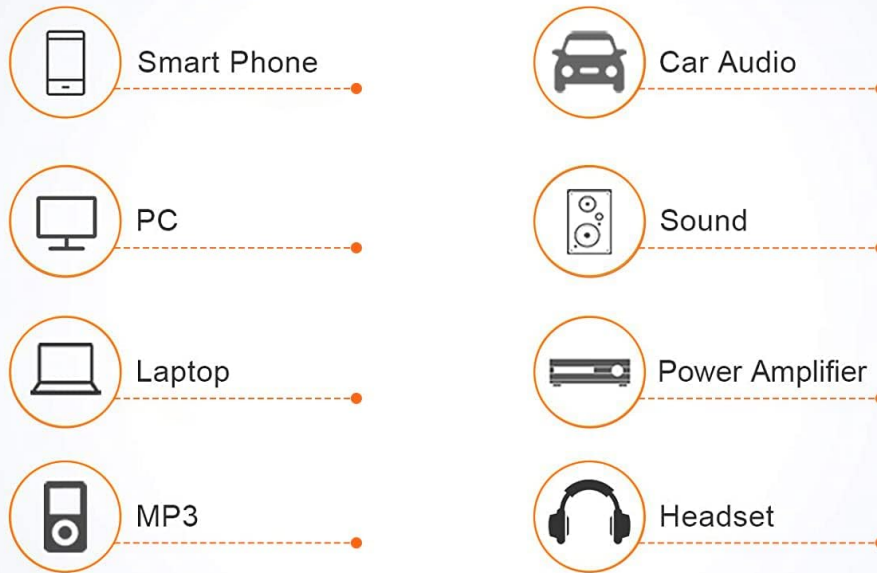 Smart Phone
Car Audio
PC
Sound
Laptop
Power Amplifier
MP3
Headset